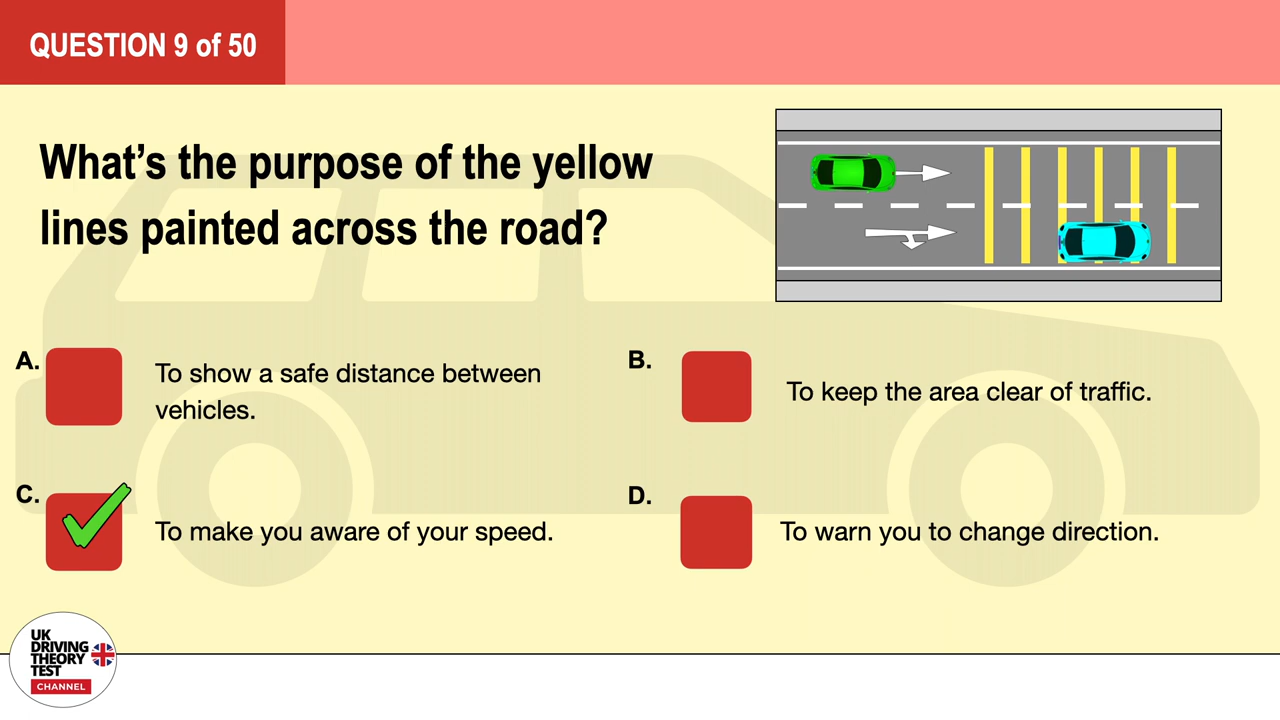 QUESTION 9 of 50
What’s the purpose of the yellow
lines painted across the road?
A.
To show a safe distance between
vehicles.
B.
To keep the area clear of traffic.
C.
To make you aware of your speed.
D.
To warn you to change direction.
UK
DRIVING
THEORY
TEST
CHANNEL